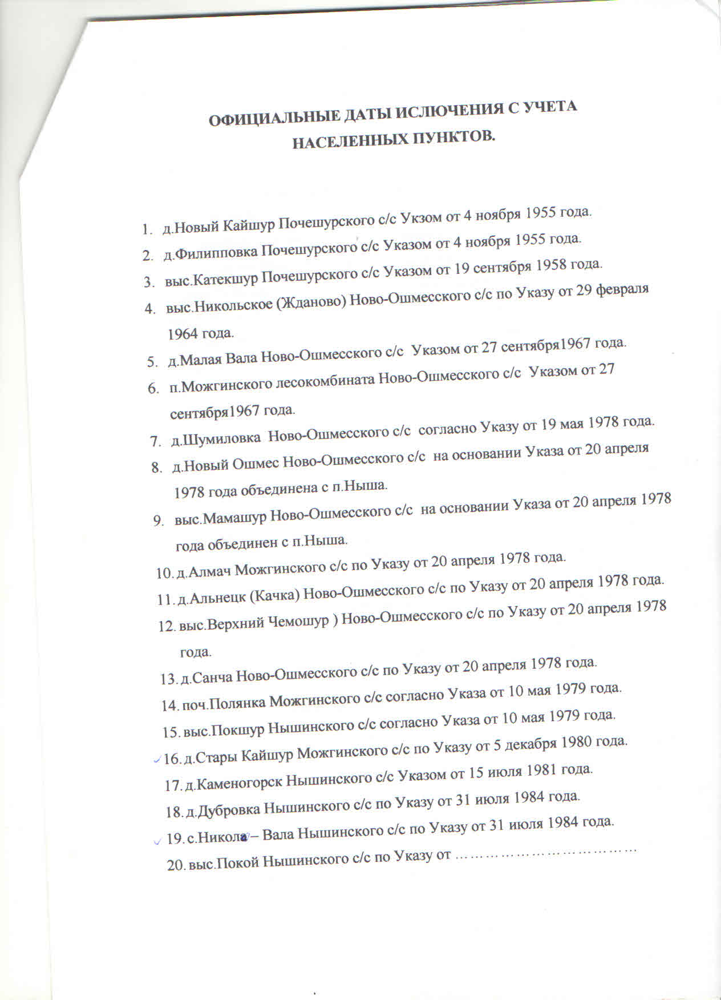 ОФИЦИАЛЬНЫЕ ДАТЫ ИСЛЮЧЕНИЯ С УЧЕТА
НАСЕЛЕННЫХ ПУНКТОВ.
1. д.Новый Кайшур Почешурского с/с Укзом от 4 ноября 1955 года.
2. д.Филипповка Почешурского с/с Указом от 4 ноября 1955 года.
3. выс.Катекшур Почешурского с/с Указом от 19 сентября 1958 года.
4. выс.Никольское (Жданово) Ново-Ошмесского с/с по Указу от 29 февраля
1964 года.
5. д.Малая Вала Ново-Ошмесского с/с Указом от 27 сентября1967 года.
6. п.Можгинского лесокомбината Ново-Ошмесского с/с Указом от 27
сентября1967 года.
7. д.Шумиловка Ново-Ошмесского с/с согласно Указу от 19 мая 1978 года.
8. д.Новый Ошмес Ново-Ошмесского с/с на основании Указа от 20 апреля
1978 года объединена с п.Ныша.
9. выс.Мамашур Ново-Ошмесского с/с на основании Указа от 20 апреля 1978
года объединен с п.Ныша.
10. д.Алмач Можгинского с/с по Указу от 20 апреля 1978 года.
11. д.Альнецк (Качка) Ново-Ошмесского с/с по Указу от 20 апреля 1978 года.
12. выс.Верхний Чемошур ) Ново-Ошмесского с/с по Указу от 20 апреля 1978
года.
13. д.Санча Ново-Ошмесского с/с по Указу от 20 апреля 1978 года.
14. поч.Полянка Можгинского с/с согласно Указа от 10 мая 1979 года.
15. выс.Покшур Нышинского с/с согласно Указа от 10 мая 1979 года.
16. д.Стары Кайшур Можгинского с/с по Указу от 5 декабря 1980 года.
17. д.Каменогорск Нышинского с/с Указом от 15 июля 1981 года.
18. д.Дубровка Нышинского с/с по Указу от 31 июля 1984 года.
19. с.Никола – Вала Нышинского с/с по Указу от 31 июля 1984 года.
20. выс.Покой Нышинского с/с по Указу от ………………………………